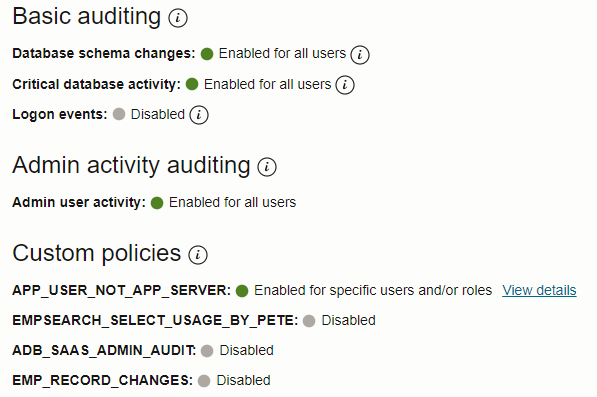 Basic auditing i
Database schema changes: Enabled for all users i
Critical database activity: Enabled for all users i
Logon events: Disabled i
Admin activity auditing i
Admin user activity: Enabled for all users
Custom policies i
APP_USER_NOT_APP_SERVER: Enabled for specific users and/or roles View details
EMPSEARCH_SELECT_USAGE_BY_PETE: Disabled
ADB_SAAS_ADMIN_AUDIT: Disabled
EMP_RECORD_CHANGES: Disabled